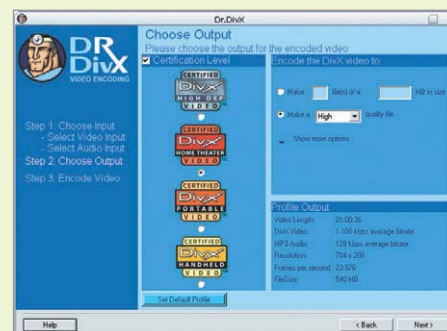 Dr.DivX
DR DivX
VIDEO ENCODING
Step 1: Choose Input
- Select Video Input
- Select Audio Input
Step 2: Choose Output
Step 3: Encode Video
Choose Output
Please choose the output for the encoded video
Certification Level
CERTIFIED
DivX
HIGH DEF
VIDEO
CERTIFIED
DivX
HOME THEATER
VIDEO
CERTIFIED
DivX
PORTABLE
VIDEO
CERTIFIED
DivX
HANDHELD
VIDEO
Set Default Profile
Encode the DivX video to:
Make file(s) of a MB in size
Make a High quality file
Show more options
Profile Output
Video Length: 01:00:36
DivX Video: 1 100 kbps average bitrate
MP3 Audio: 128 kbps average bitrate
Resolution: 704 x 288
Frames per second: 23.976
FileSize: 540 MB
Help
< Back
Next >